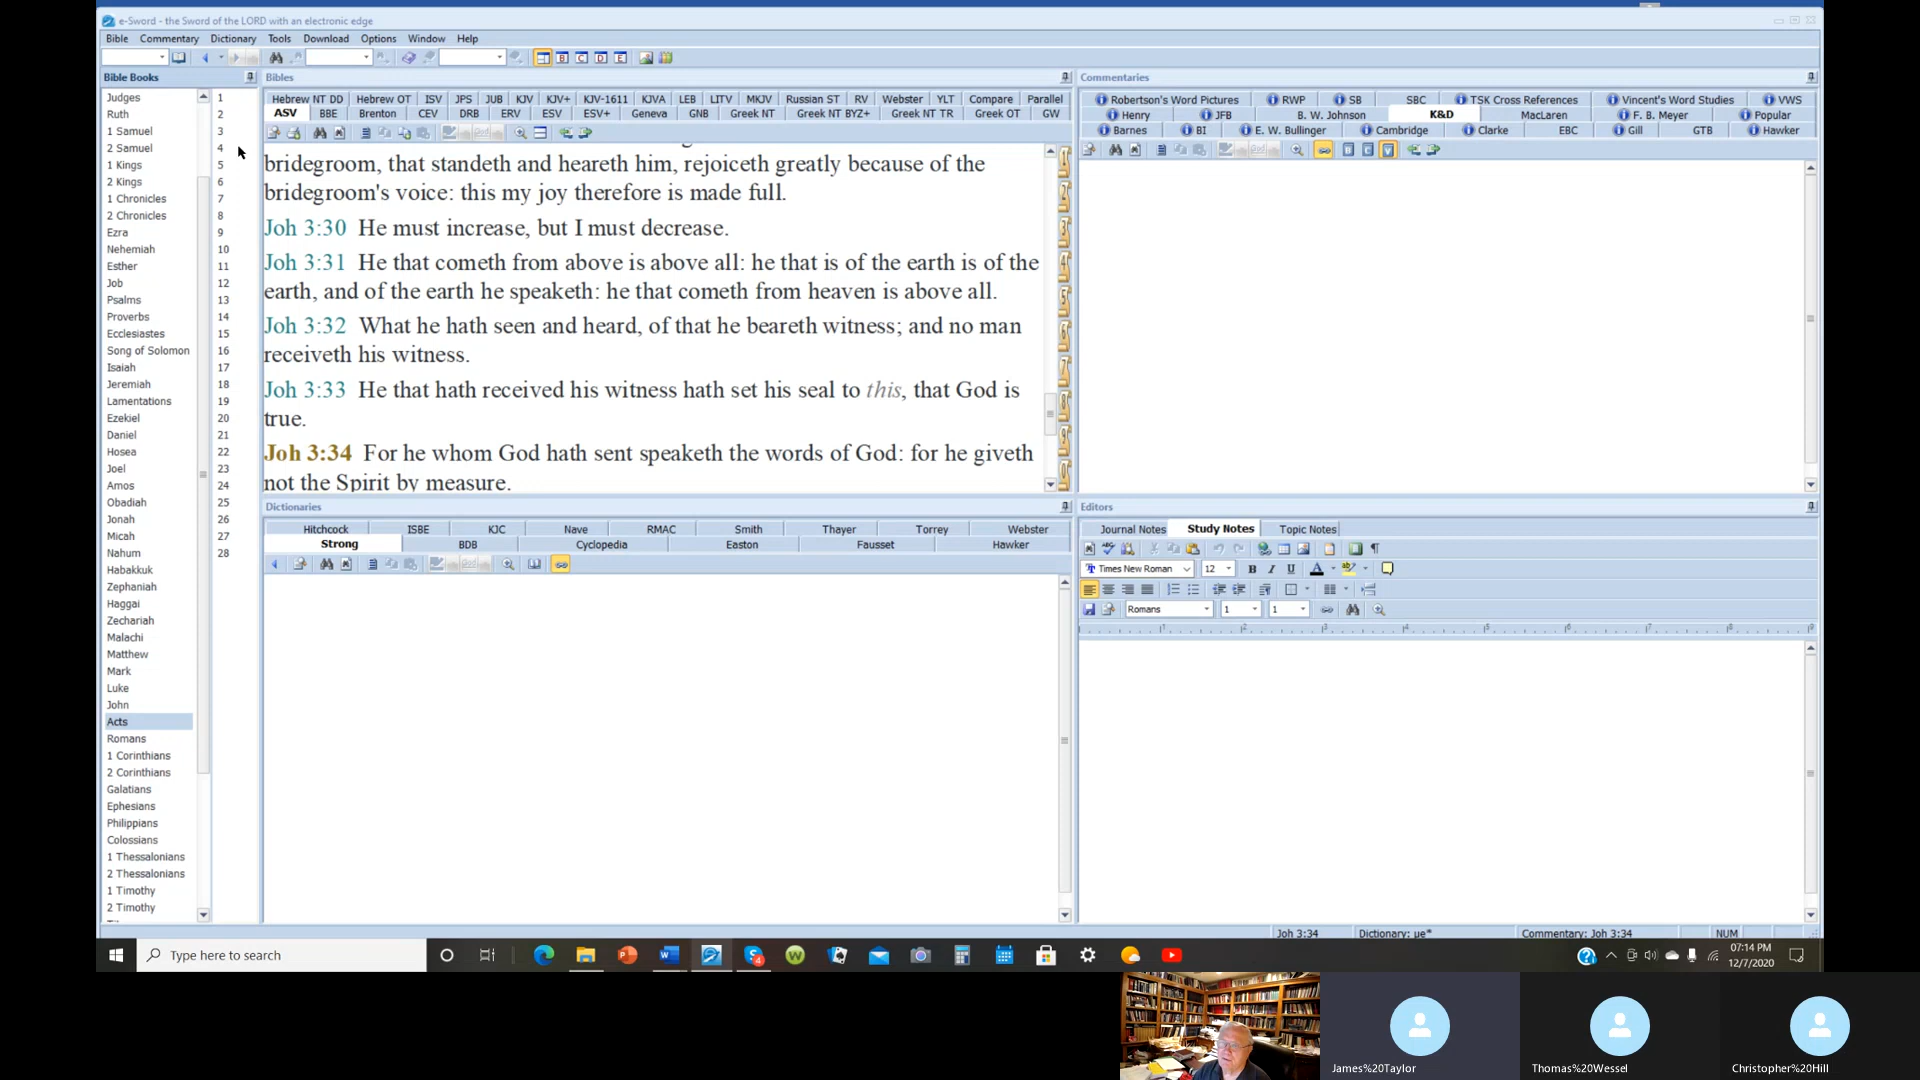 e-Sword - the Sword of the LORD with an electronic edge
Bible Commentary Dictionary Tools Download Options Window Help
B C D E
Bible Books
Judges
Ruth
1 Samuel
2 Samuel
1 Kings
2 Kings
1 Chronicles
2 Chronicles
Ezra
Nehemiah
Esther
Job
Psalms
Proverbs
Ecclesiastes
Song of Solomon
Isaiah
Jeremiah
Lamentations
Ezekiel
Daniel
Hosea
Joel
Amos
Obadiah
Jonah
Micah
Nahum
Habakkuk
Zephaniah
Haggai
Zechariah
Malachi
Matthew
Mark
Luke
John
Acts
Romans
1 Corinthians
2 Corinthians
Galatians
Ephesians
Philippians
Colossians
1 Thessalonians
2 Thessalonians
1 Timothy
2 Timothy
1
2
3
4
5
6
7
8
9
10
11
12
13
14
15
16
17
18
19
20
21
22
23
24
25
26
27
28
Bibles
Hebrew NT DD Hebrew OT ISV JPS JUB KJV KJV+ KJV-1611 KJVA LEB LITV MKJV Russian ST RV Webster YLT Compare Parallel
ASV BBE Brenton CEV DRB ERV ESV ESV+ Geneva GNB Greek NT Greek NT BYZ+ Greek NT TR Greek OT GW
bridegroom, that standeth and heareth him, rejoiceth greatly because of the
bridegroom's voice: this my joy therefore is made full.
Joh 3:30 He must increase, but I must decrease.
Joh 3:31 He that cometh from above is above all: he that is of the earth is of the
earth, and of the earth he speaketh: he that cometh from heaven is above all.
Joh 3:32 What he hath seen and heard, of that he beareth witness; and no man
receiveth his witness.
Joh 3:33 He that hath received his witness hath set his seal to this, that God is
true.
Joh 3:34 For he whom God hath sent speaketh the words of God: for he giveth
not the Spirit by measure.
Commentaries
Robertson's Word Pictures RWP SB SBC TSK Cross References Vincent's Word Studies VWS
Henry JFB B. W. Johnson K&D MacLaren F. B. Meyer Popular
Barnes BI E. W. Bullinger Cambridge Clarke EBC Gill GTB Hawker
Dictionaries
Hitchcock ISBE KJC Nave RMAC Smith Thayer Torrey Webster
Strong BDB Cyclopedia Easton Fausset Hawker
Editors
Journal Notes Study Notes Topic Notes
Times New Roman 12 B I U A
Romans 1 1
Joh 3:34 Dictionary: με* Commentary: Joh 3:34 NUM
Type here to search
07:14 PM
12/7/2020
James%20Taylor
Thomas%20Wessel
Christopher%20Hill